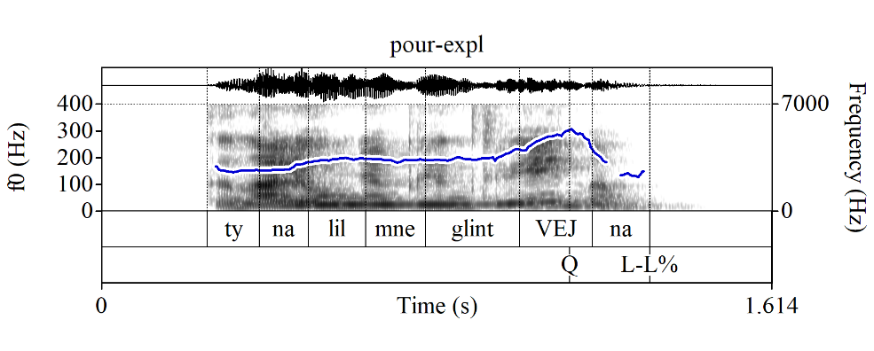 pour-expl
400 7000
300
200
100
0 0
f0 (Hz)
Frequency (Hz)
ty na lil mne glint VEJ na
Q L-L%
0 Time (s) 1.614